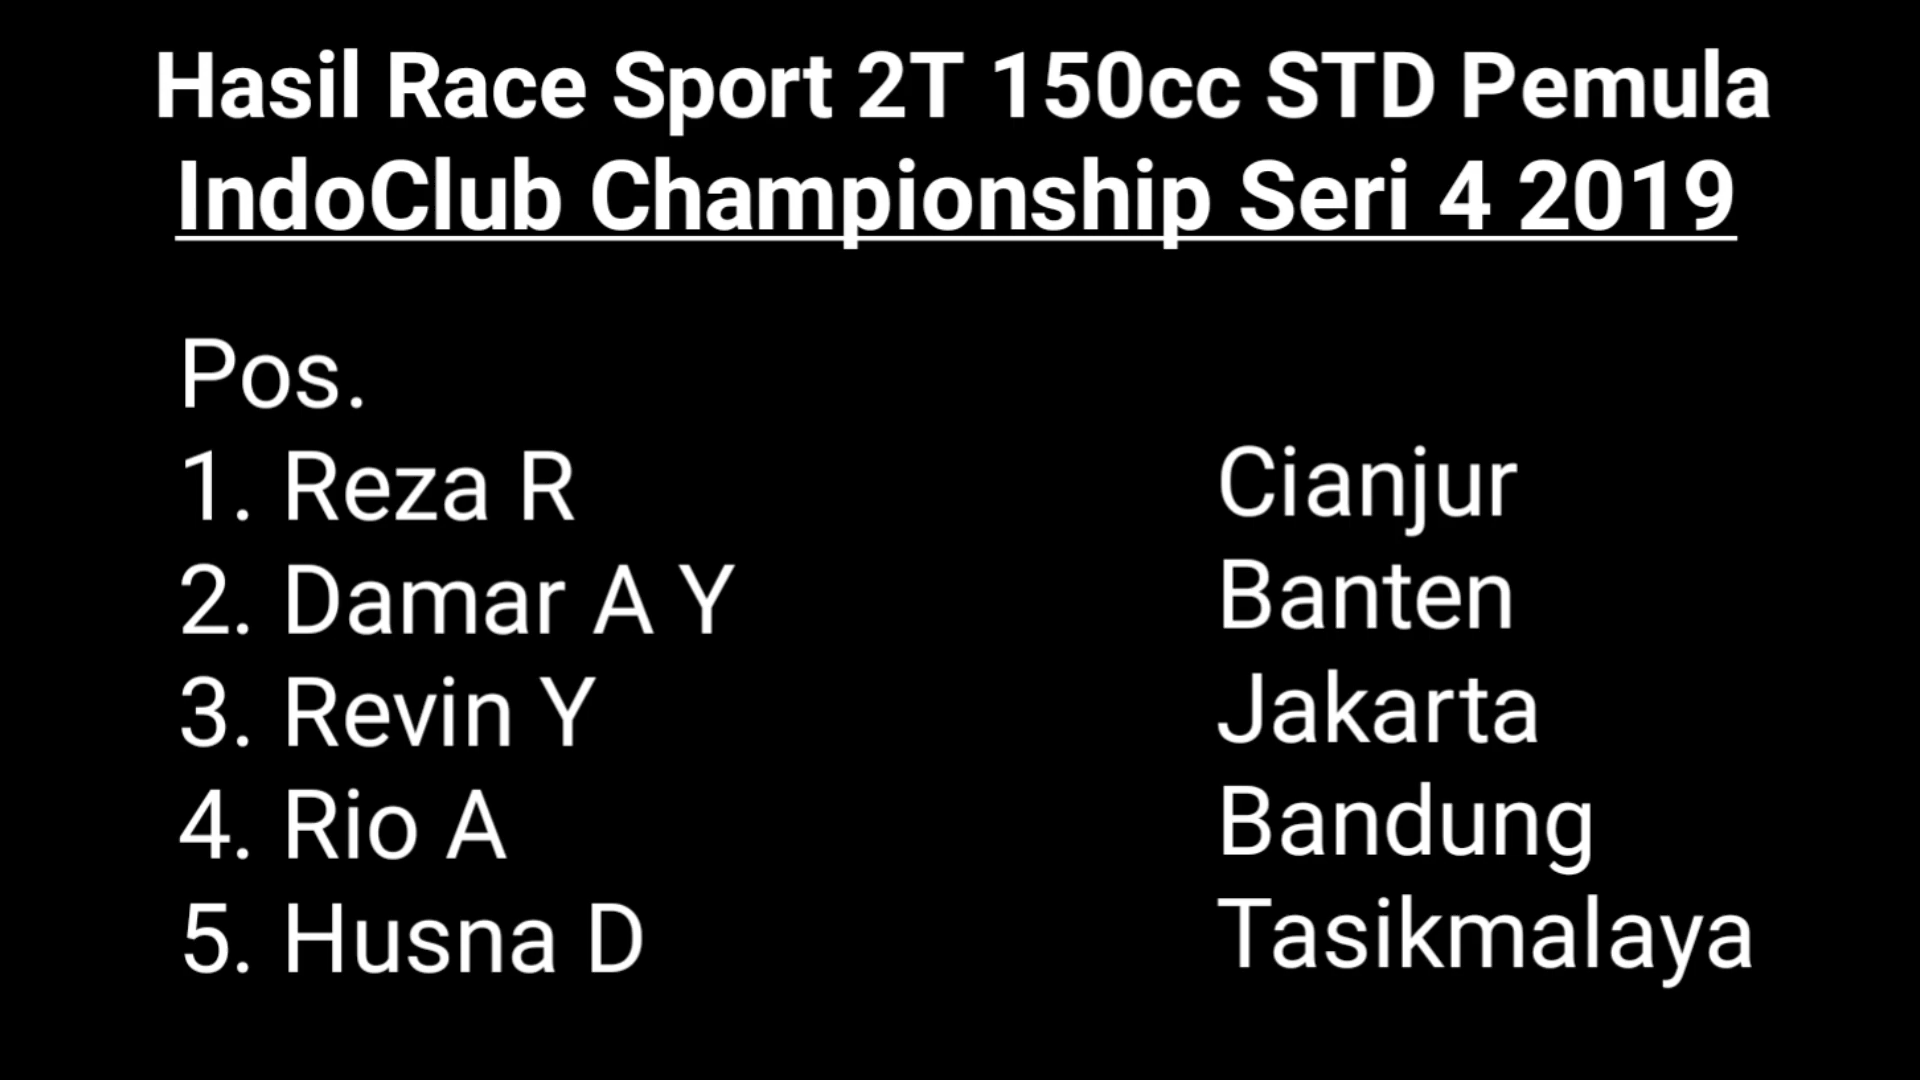 Hasil Race Sport 2T 150cc STD Pemula
IndoClub Championship Seri 4 2019
Pos.
1. Reza R Cianjur
2. Damar A Y Banten
3. Revin Y Jakarta
4. Rio A Bandung
5. Husna D Tasikmalaya